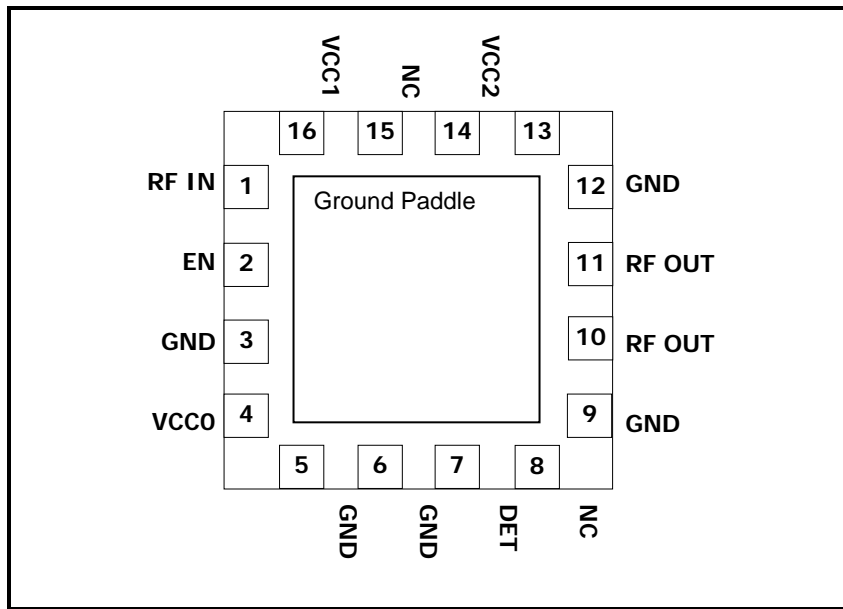 VCC1 NC VCC2
16 15 14 13
RF IN 1 Ground Paddle 12 GND
EN 2 11 RF OUT
GND 3 10 RF OUT
VCC0 4 9 GND
5 6 7 8
GND GND DET NC